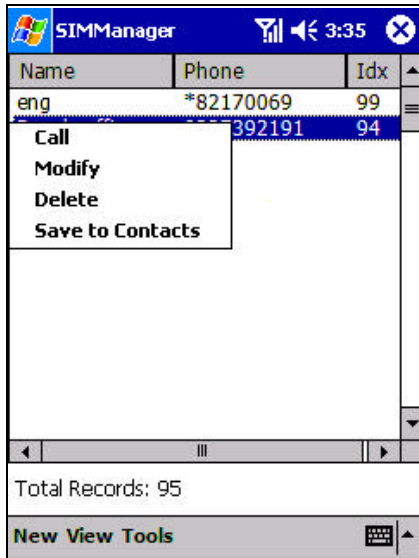 SIMManager 3:35
Name Phone Idx
eng *82170069 99
392191 94
Call
Modify
Delete
Save to Contacts
Total Records: 95
New View Tools